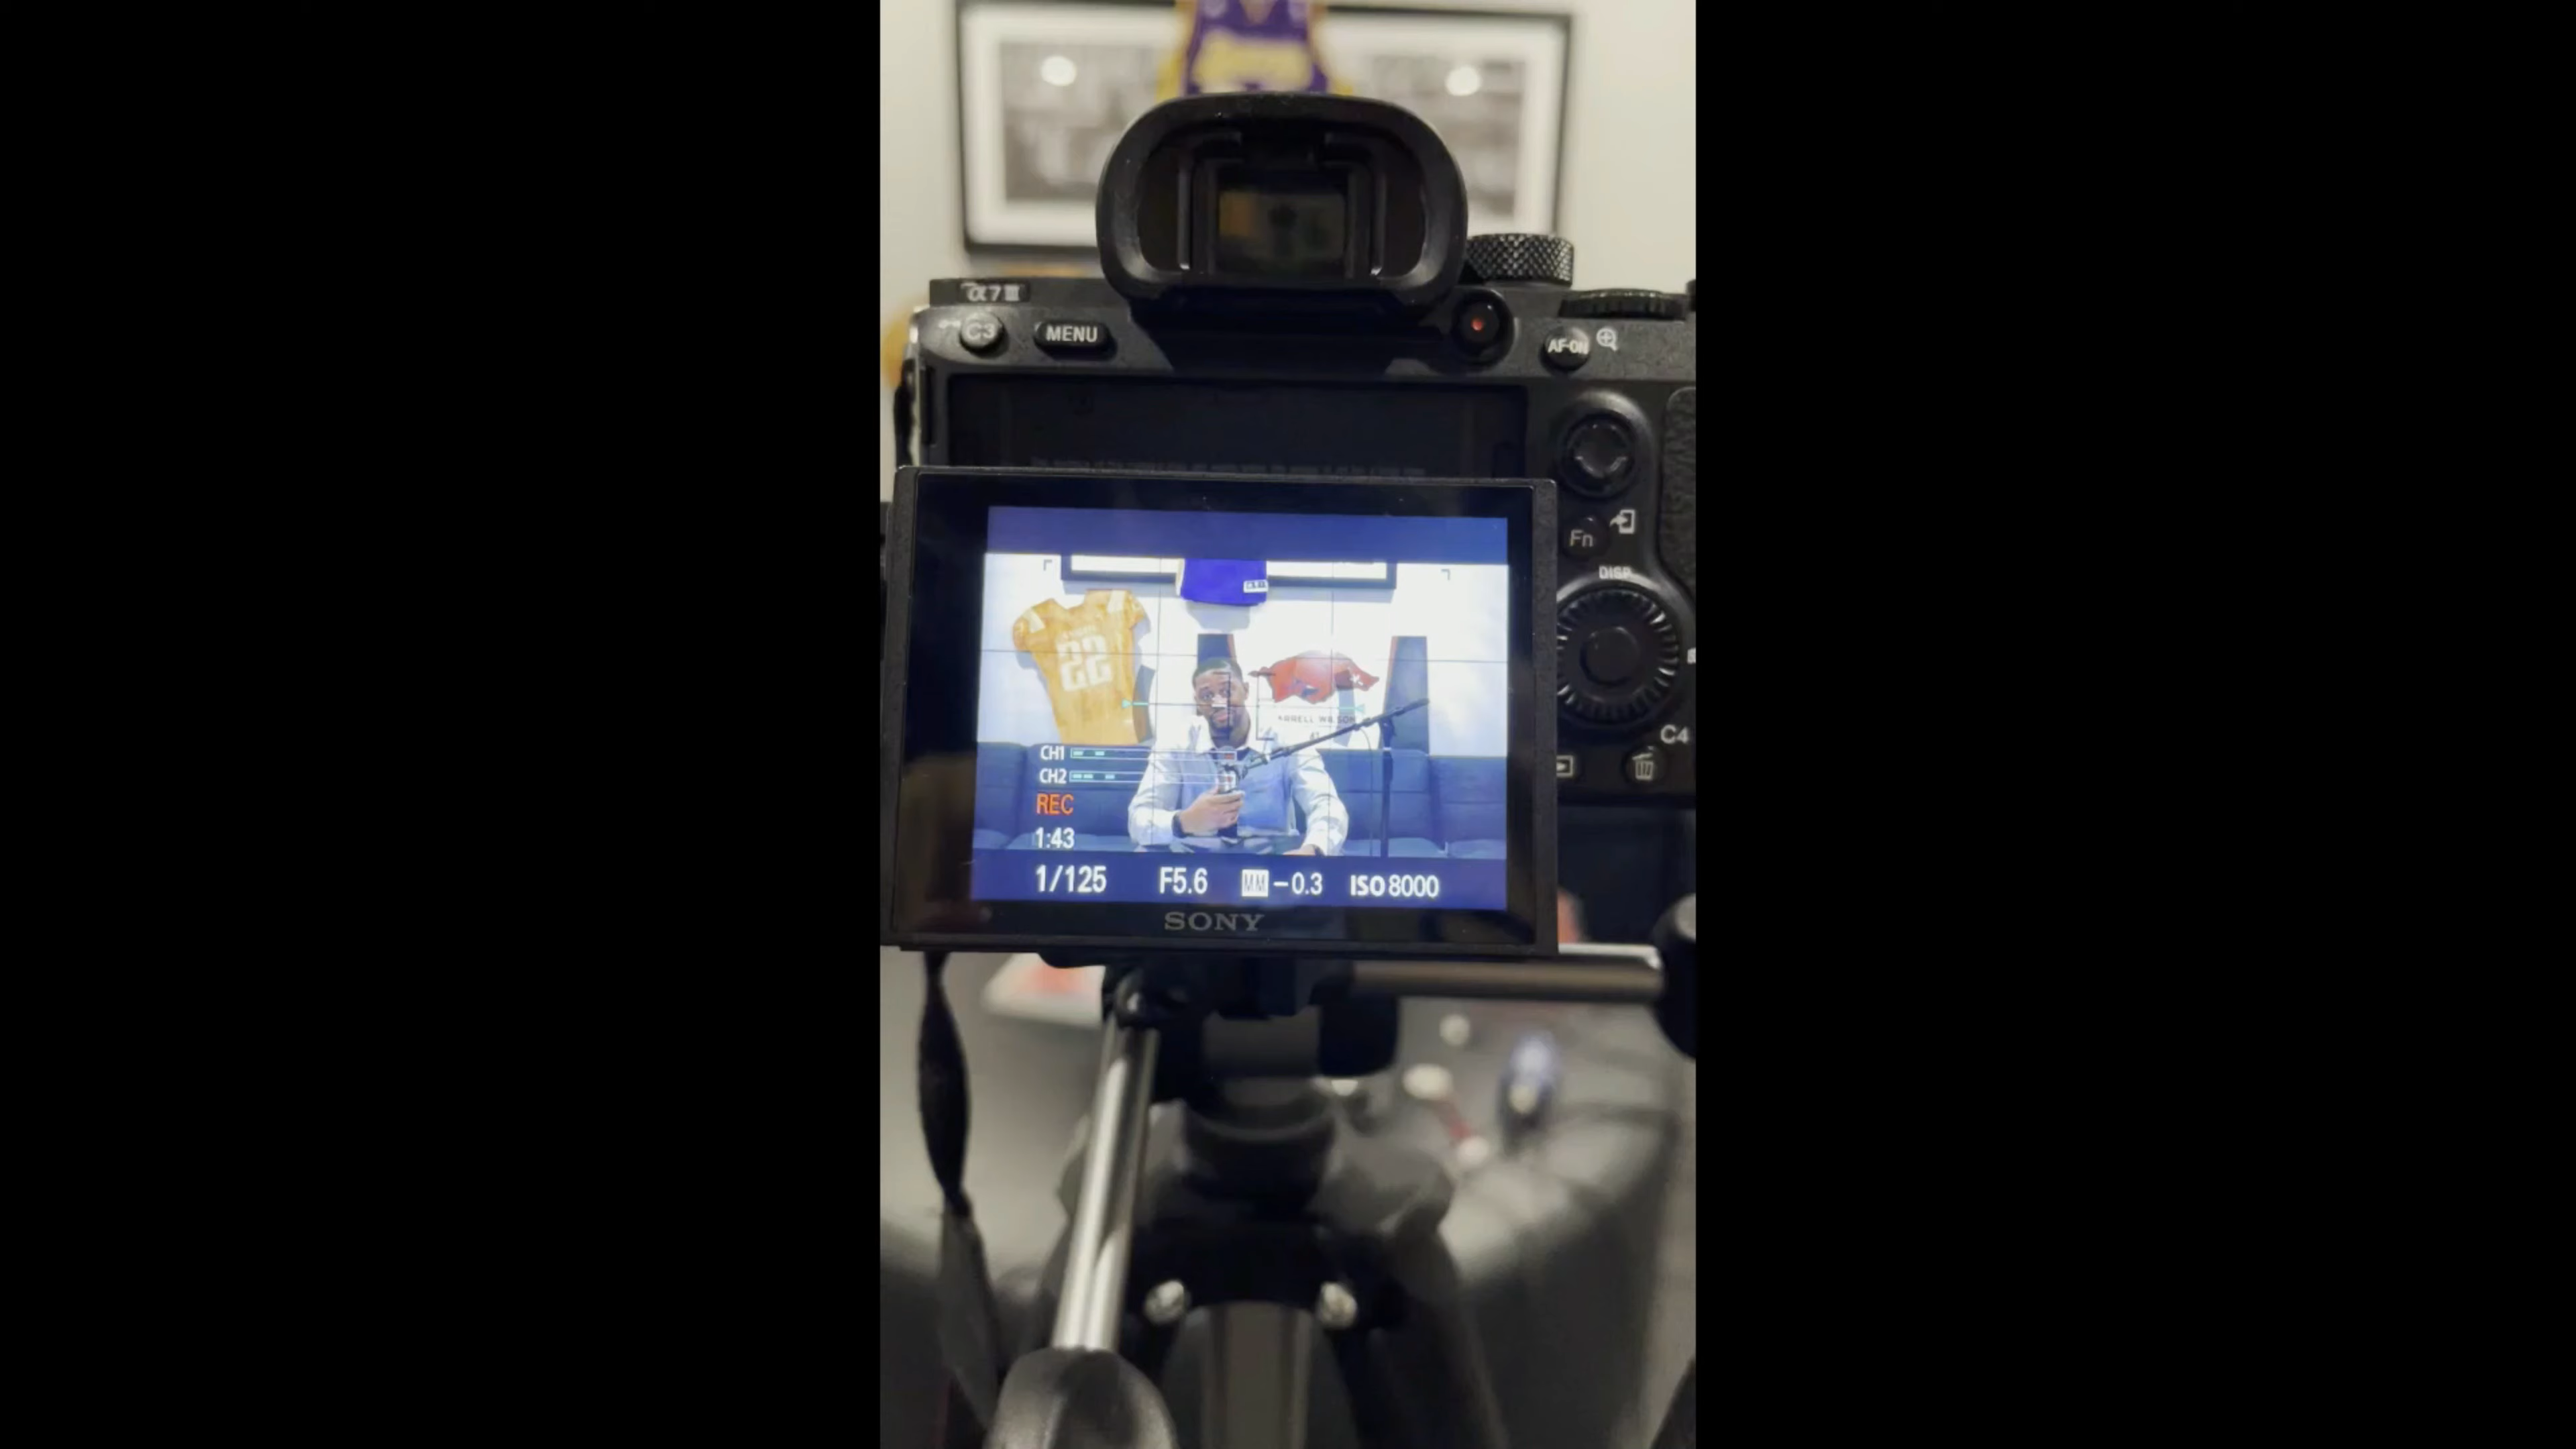 α7III
C3
MENU
AF-ON
Fn
DISP
22
CH1
CH2
REC
1:43
C4
1/125 F5.6 MM -0.3 ISO 8000
SONY